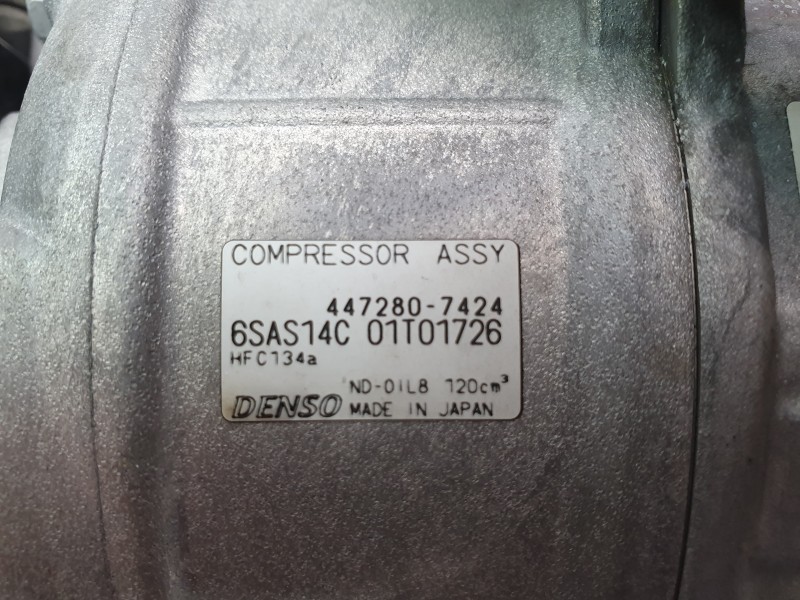 COMPRESSOR ASSY
447280-7424
6SAS14C 01T01726
HFC134a
ND-OIL8 120cm³
DENSO MADE IN JAPAN